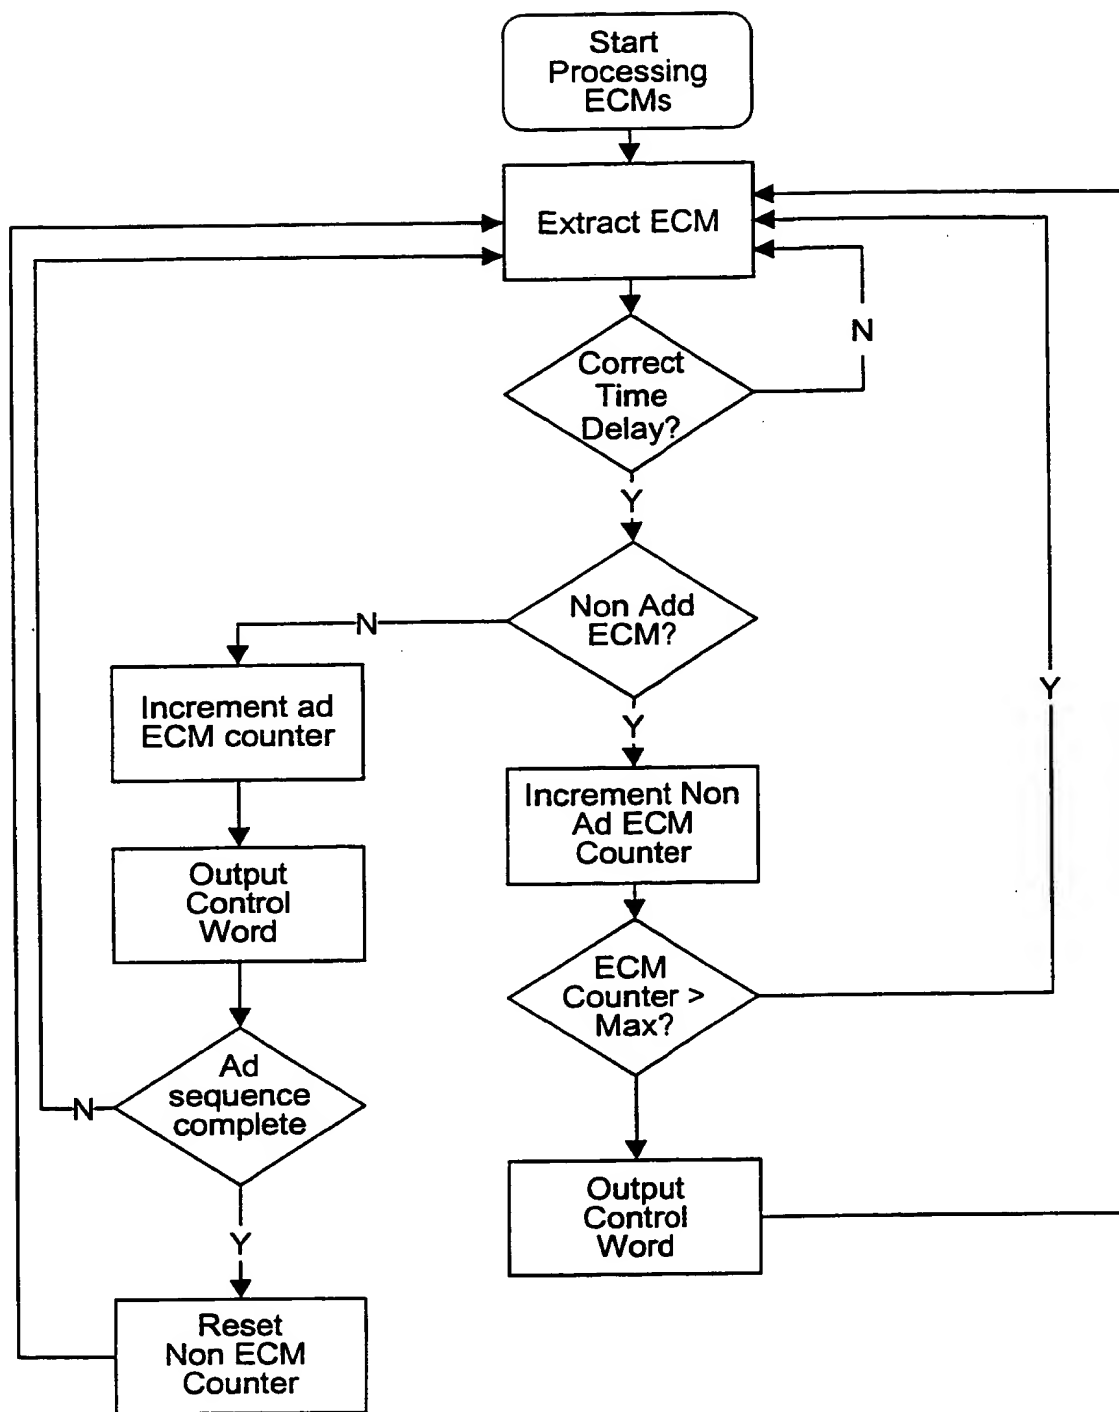 Start
Processing
ECMs
Extract ECM
N
Correct
Time
Delay?
Y
Non Add
ECM?
N
Y
Increment ad
ECM counter
Y
Increment Non
Ad ECM
Counter
Output
Control
Word
ECM
Counter >
Max?
Ad
sequence
complete
N
Output
Control
Word
Y
Reset
Non ECM
Counter